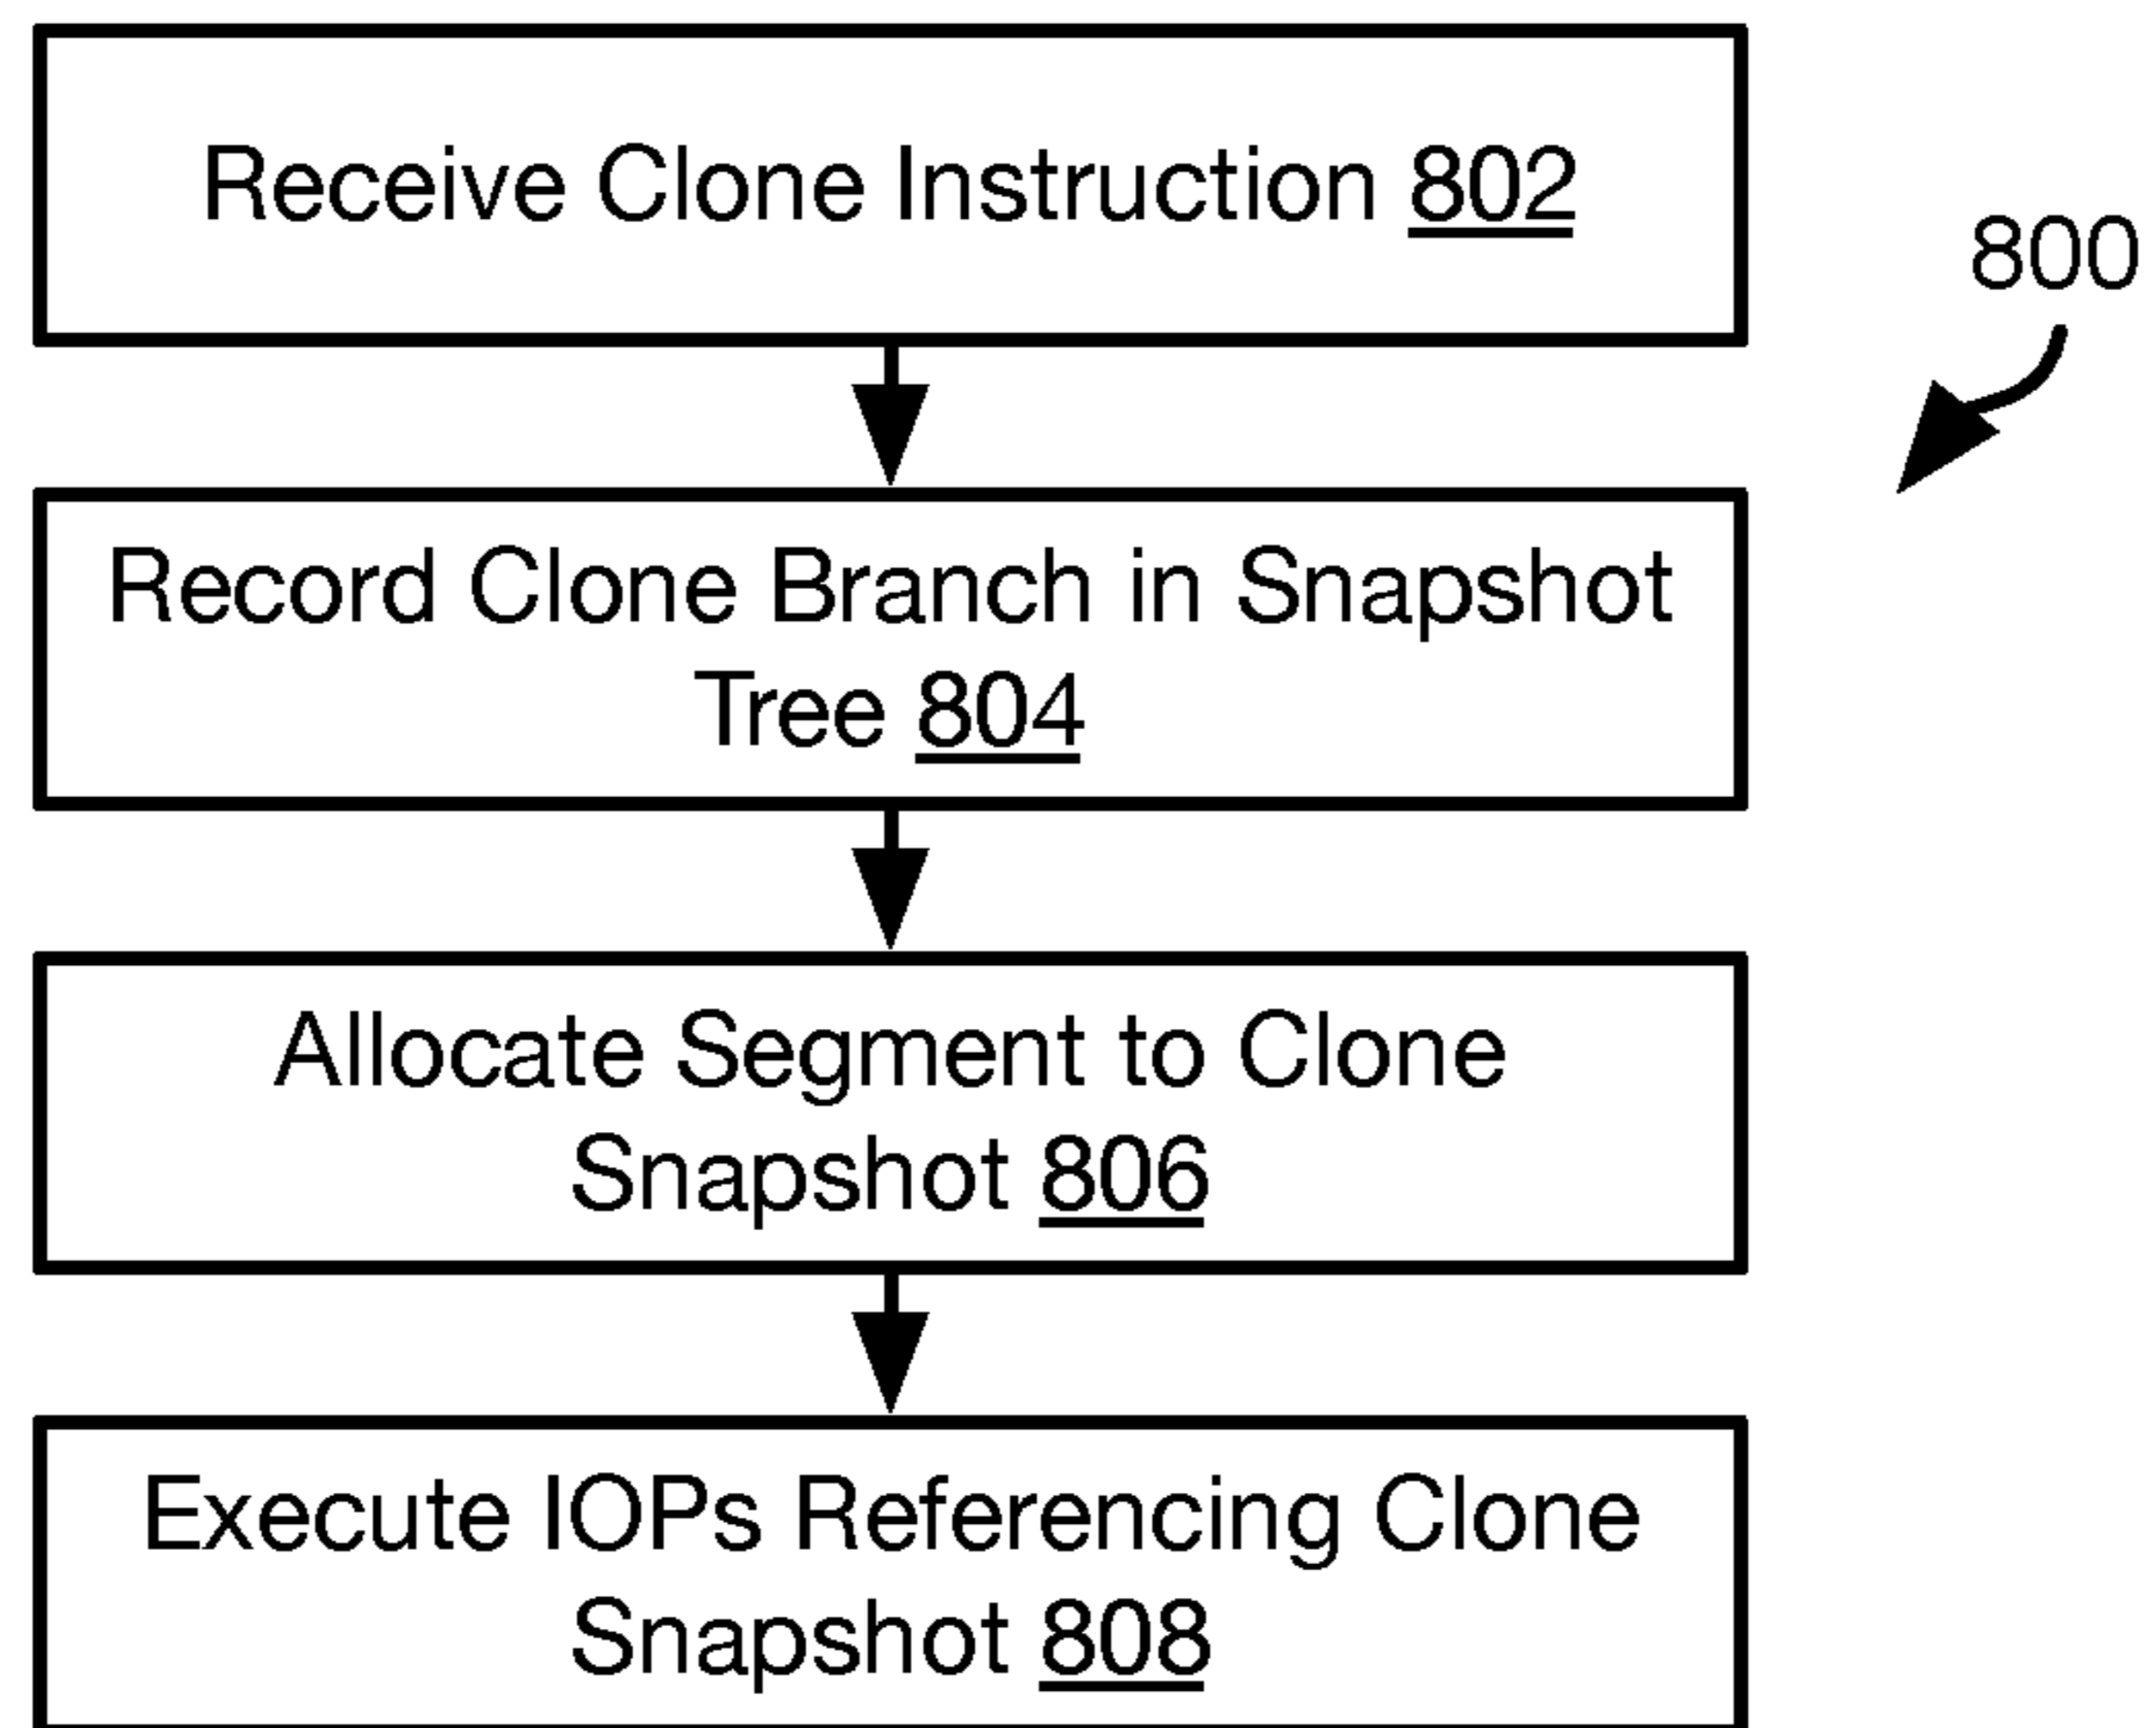 Receive Clone Instruction 802
800
Record Clone Branch in Snapshot
Tree 804
Allocate Segment to Clone
Snapshot 806
Execute IOPs Referencing Clone
Snapshot 808